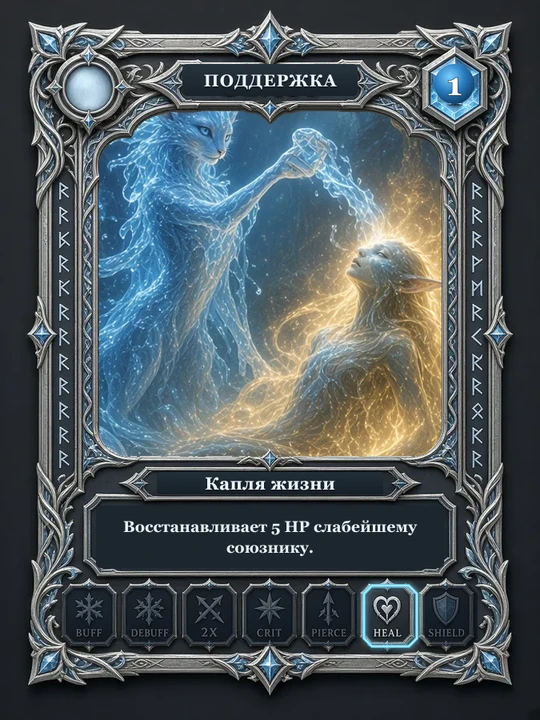 ПОДДЕРЖКА
1
Капля жизни
Восстанавливает 5 HP слабейшему
союзнику.
BUFF
DEBUFF
2X
CRIT
PIERCE
HEAL
SHIELD